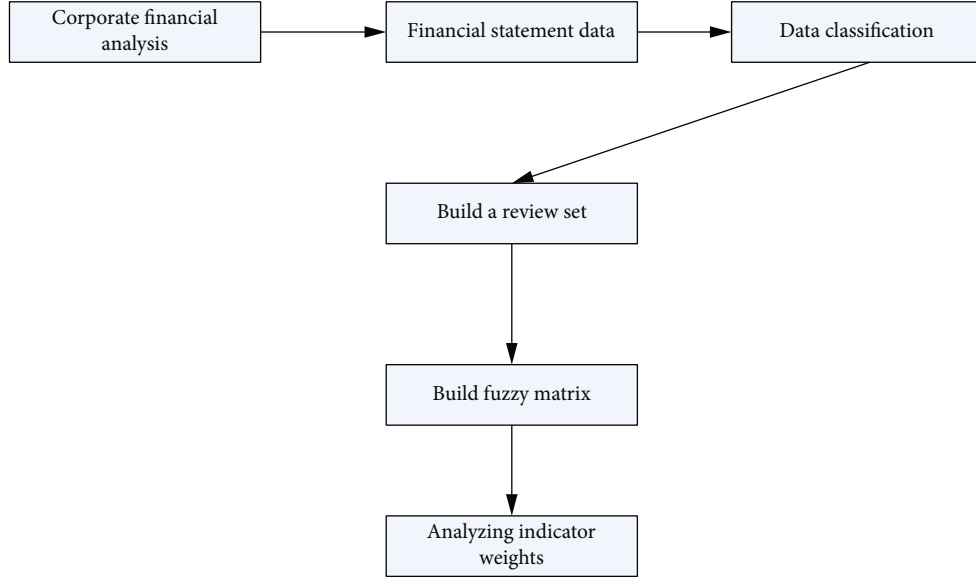 Corporate financial
analysis
Financial statement data
Data classification
Build a review set
Build fuzzy matrix
Analyzing indicator
weights